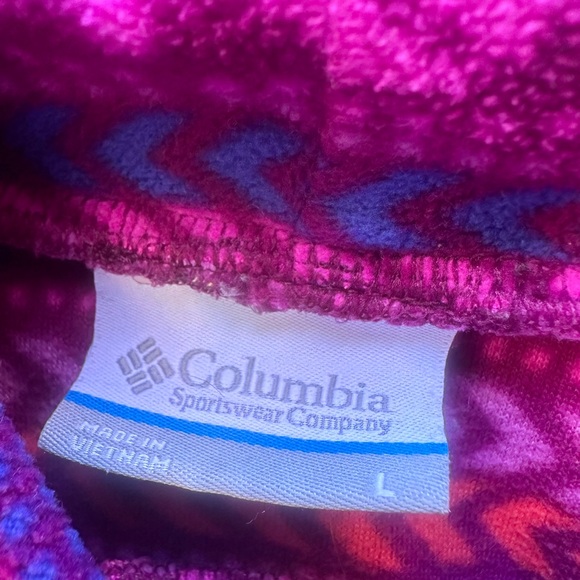 Columbia
Sportswear Company
MADE IN
VIETNAM
L